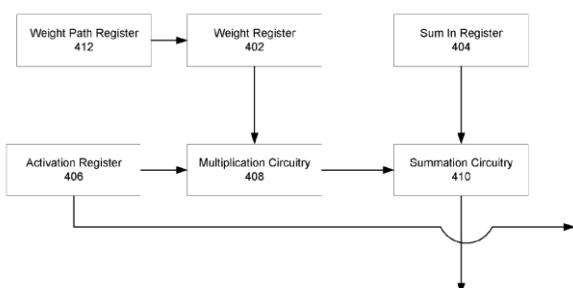 Weight Path Register
412
Weight Register
402
Sum In Register
404
Activation Register
406
Multiplication Circuitry
408
Summation Circuitry
410